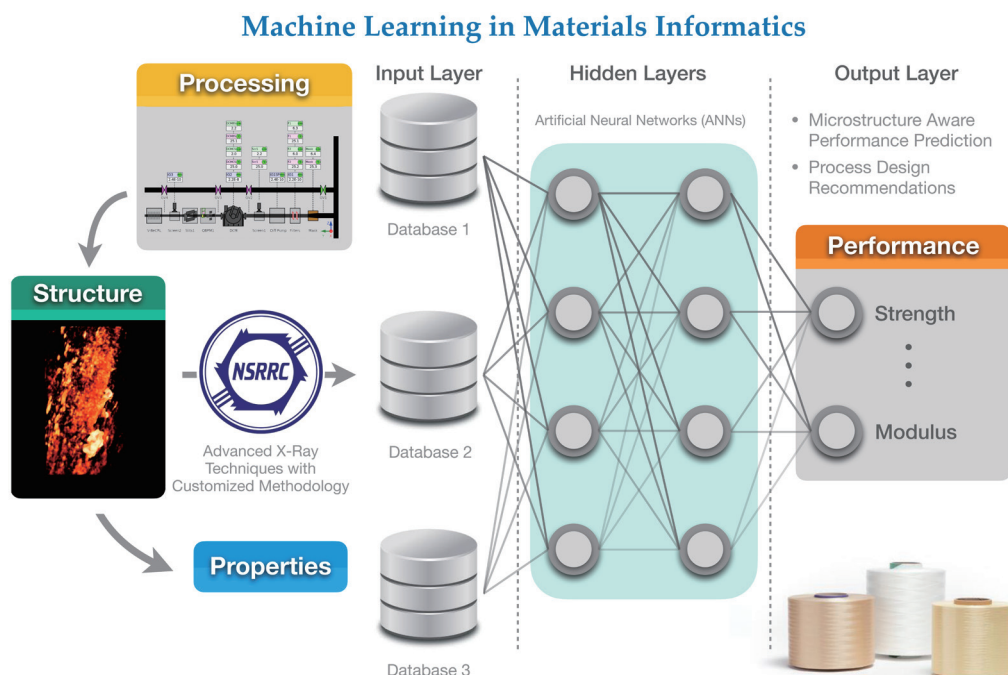 Machine Learning in Materials Informatics
Processing
Input Layer
Hidden Layers
Output Layer
Artificial Neural Networks (ANNs)
• Microstructure Aware
Performance Prediction
• Process Design
Recommendations
Database 1
Structure
NSRRC
Advanced X-Ray
Techniques with
Customized Methodology
Database 2
Performance
Strength
Modulus
Properties
Database 3